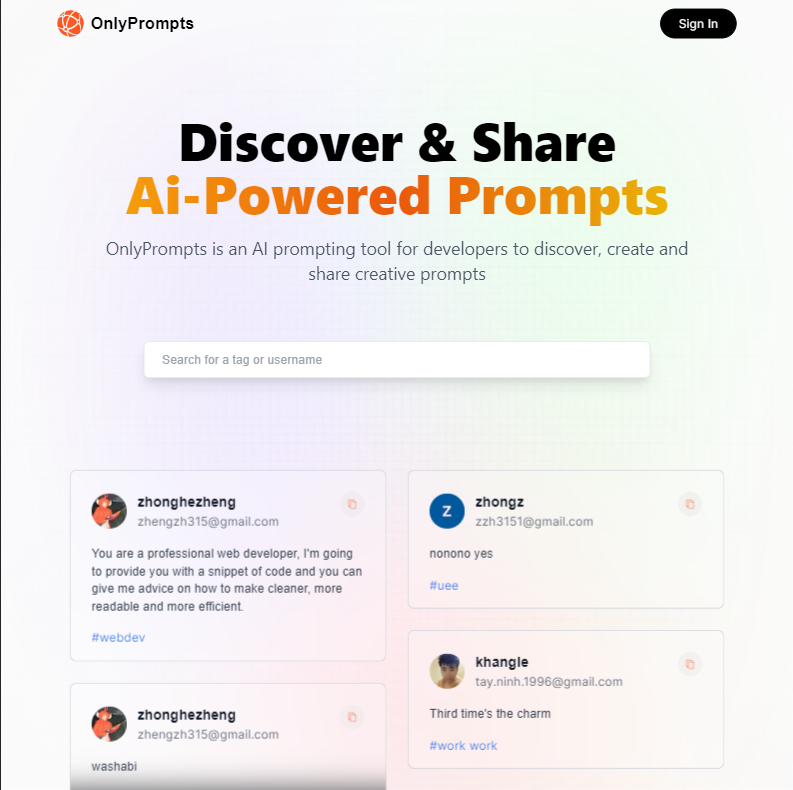 OnlyPrompts
Sign In
Discover & Share
Ai-Powered Prompts
OnlyPrompts is an AI prompting tool for developers to discover, create and
share creative prompts
Search for a tag or username
zhonghezheng
zhengzh315@gmail.com
You are a professional web developer, I'm going
to provide you with a snippet of code and you can
give me advice on how to make cleaner, more
readable and more efficient.
#webdev
zhonghezheng
zhengzh315@gmail.com
washabi
Z
zhongz
zzh3151@gmail.com
nonono yes
#uee
khangle
tay.ninh.1996@gmail.com
Third time's the charm
#work work